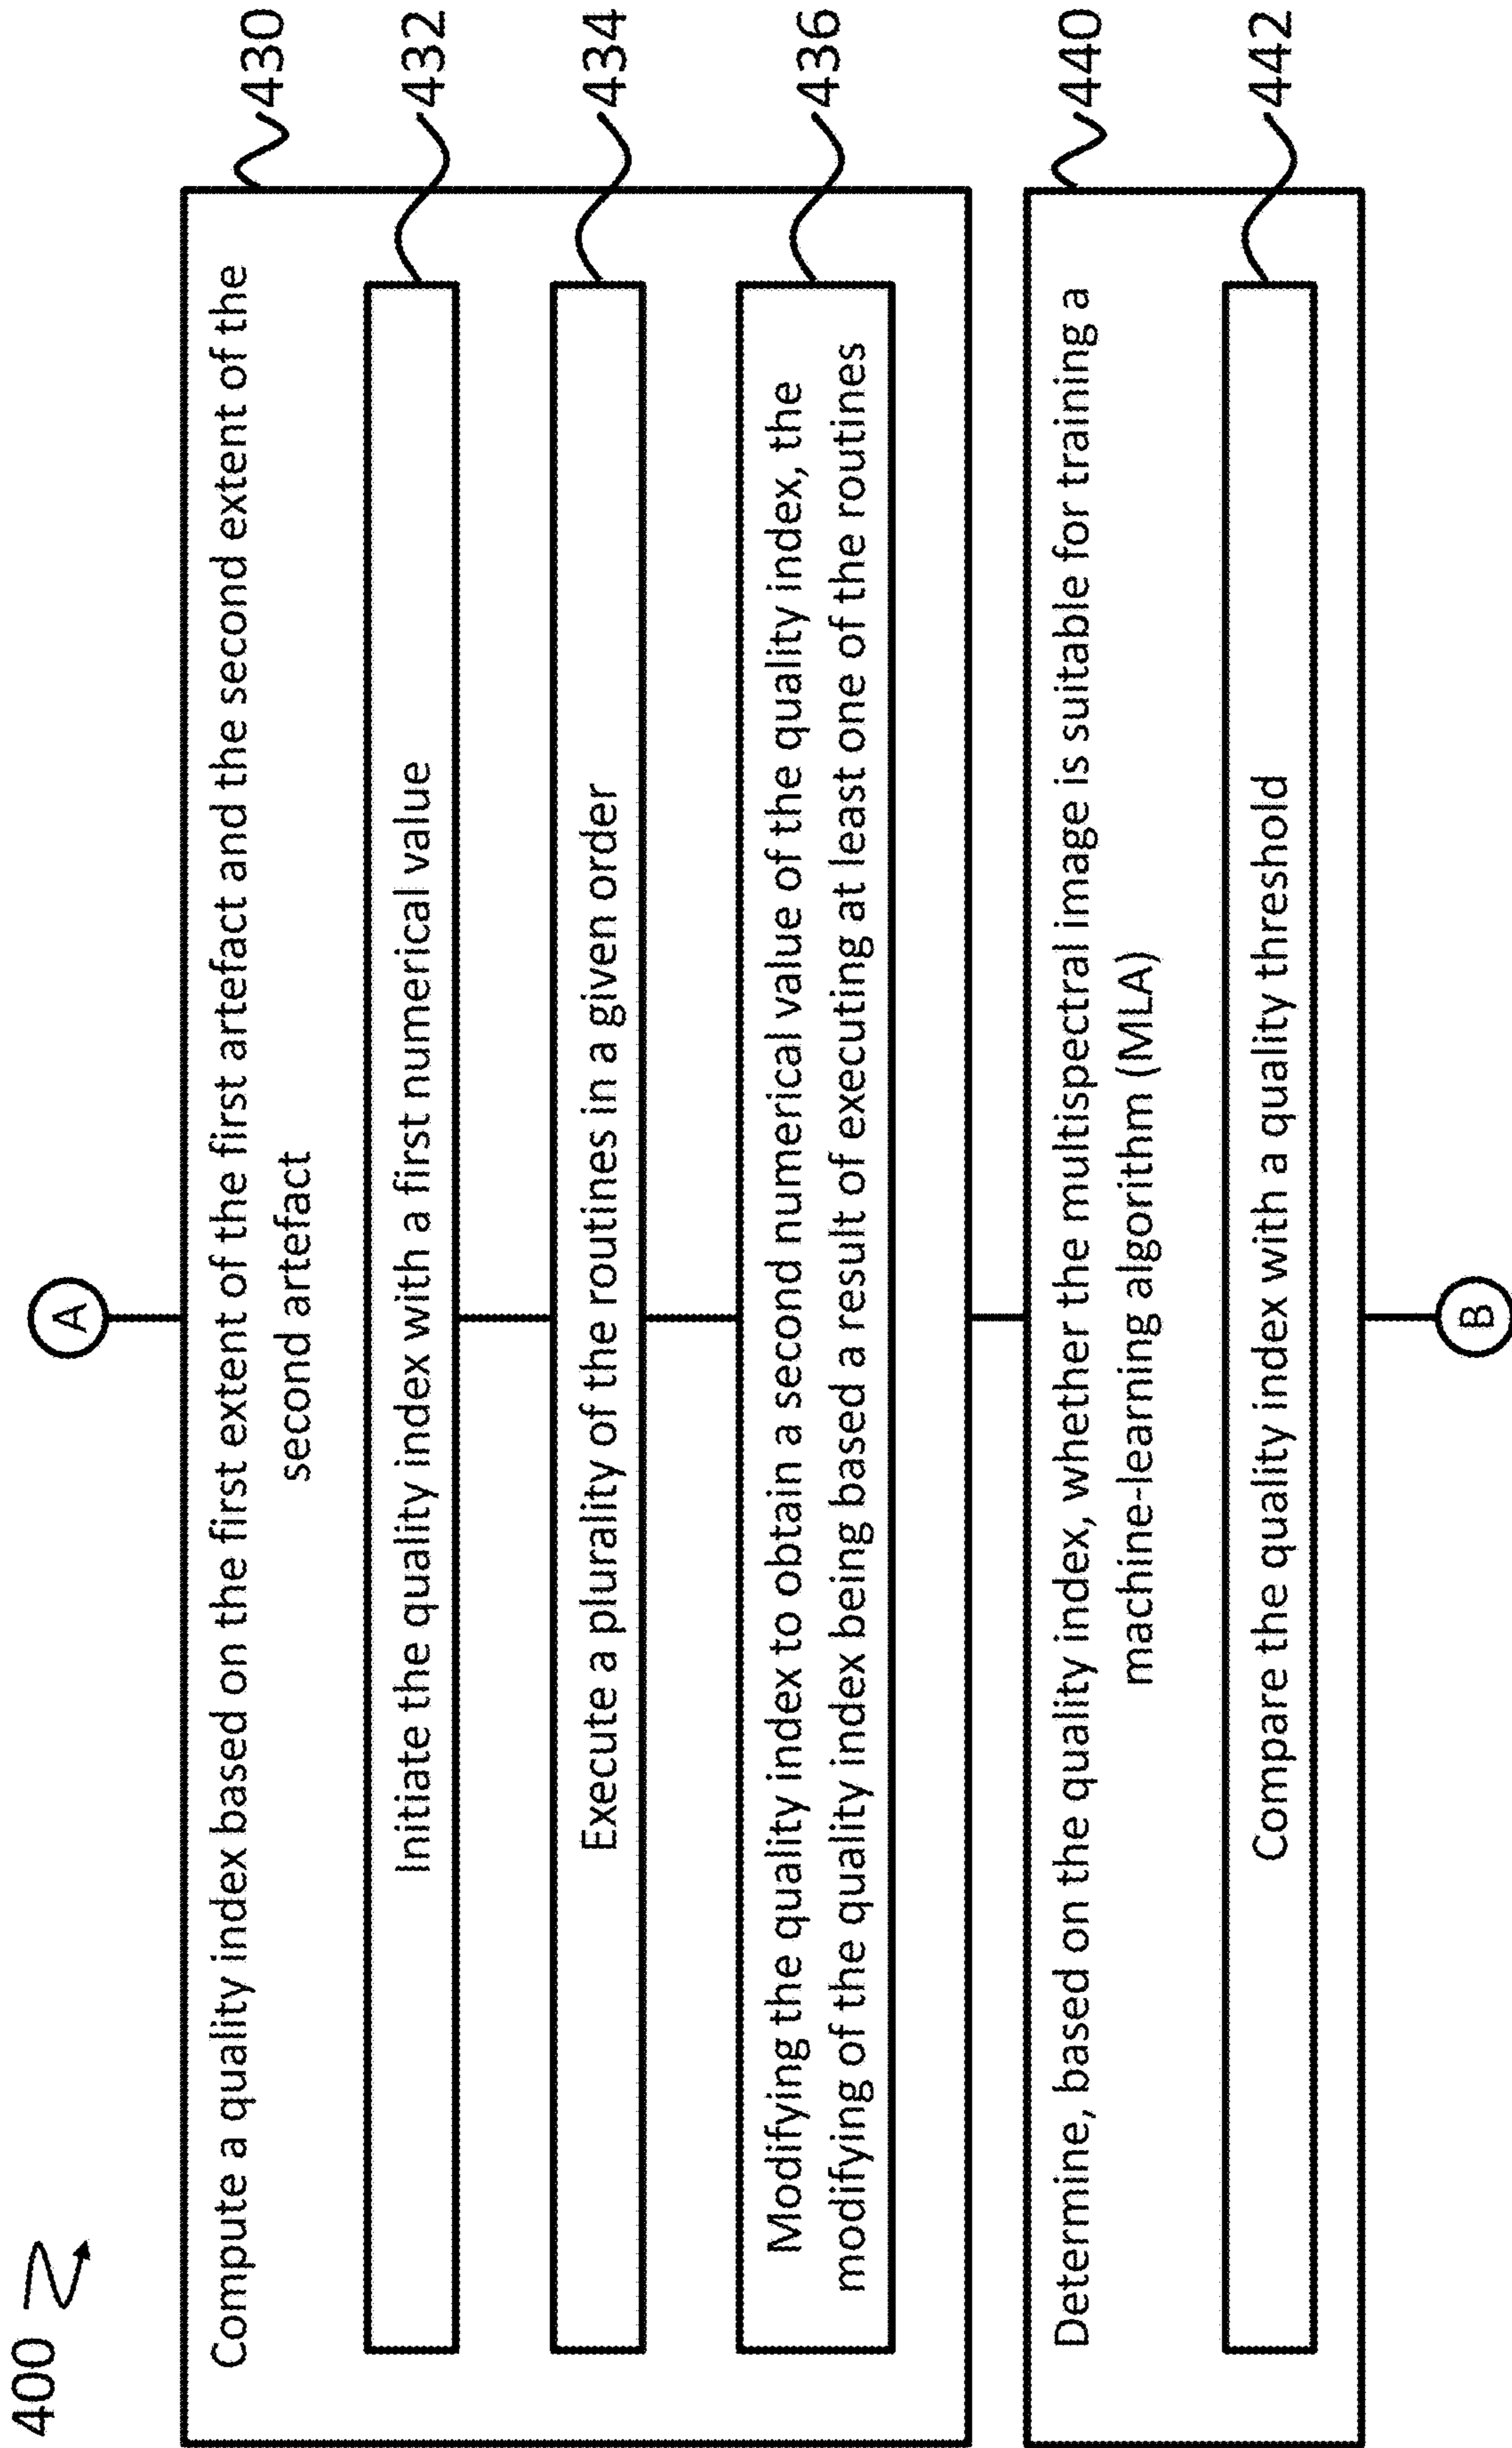 400
A
Compute a quality index based on the first extent of the first artefact and the second extent of the
second artefact
430
Initiate the quality index with a first numerical value
432
Execute a plurality of the routines in a given order
434
Modifying the quality index to obtain a second numerical value of the quality index, the
modifying of the quality index being based a result of executing at least one of the routines
436
Determine, based on the quality index, whether the multispectral image is suitable for training a
machine-learning algorithm (MLA)
440
Compare the quality index with a quality threshold
442
B